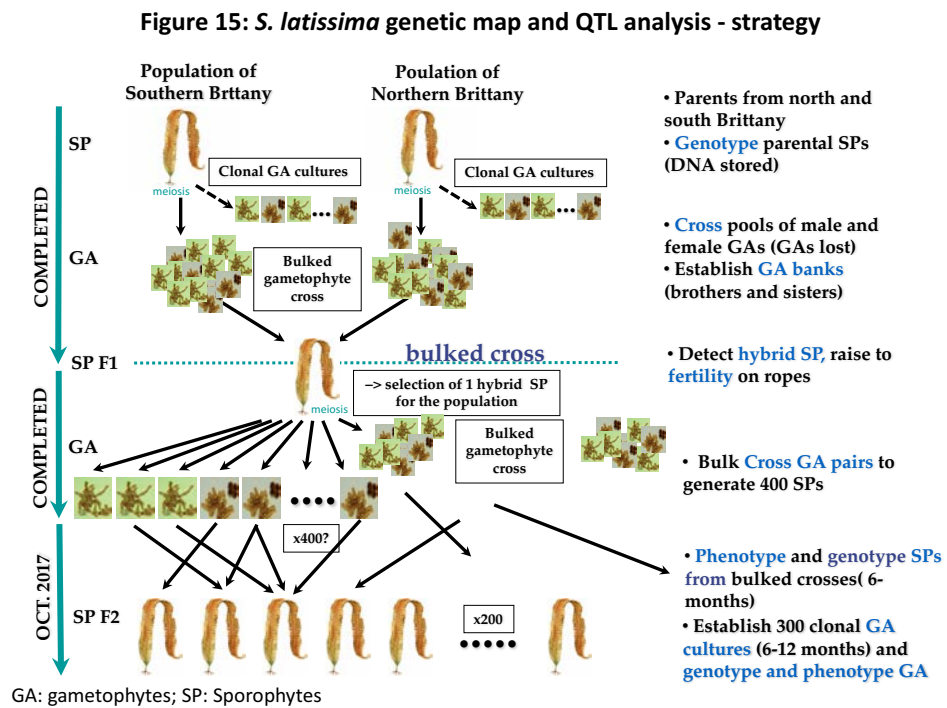 Figure 15: S. latissima genetic map and QTL analysis - strategy
Population of
Southern Brttany
Poulation of
Northern Brittany
SP
Clonal GA cultures
meiosis
Clonal GA cultures
meiosis
• Parents from north and
south Brittany
• Genotype parental SPs
(DNA stored)
COMPLETED
GA
Bulked
gametophyte
cross
• Cross pools of male and
female GAs (GAs lost)
• Establish GA banks
(brothers and sisters)
SP F1
bulked cross
• Detect hybrid SP, raise to
fertility on ropes
–> selection of 1 hybrid SP
for the population
meiosis
COMPLETED
GA
Bulked
gametophyte
cross
• Bulk Cross GA pairs to
generate 400 SPs
x400?
OCT. 2017
SP F2
x200
• Phenotype and genotype SPs
from bulked crosses( 6-
months)
• Establish 300 clonal GA
cultures (6-12 months) and
genotype and phenotype GA
GA: gametophytes; SP: Sporophytes